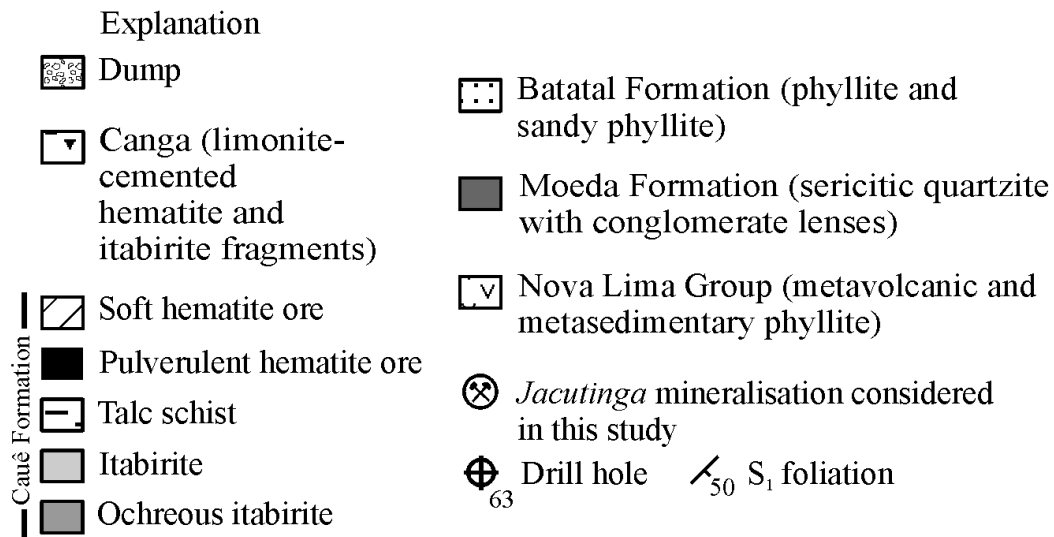 Explanation
Dump
Canga (limonite-
cemented
hematite and
itabirite fragments)
Soft hematite ore
Pulverulent hematite ore
Talc schist
Itabirite
Ochreous itabirite
Cauê Formation
Batatal Formation (phyllite and
sandy phyllite)
Moeda Formation (sericitic quartzite
with conglomerate lenses)
Nova Lima Group (metavolcanic and
metasedimentary phyllite)
Jacutinga mineralisation considered
in this study
63 Drill hole 50 S₁ foliation